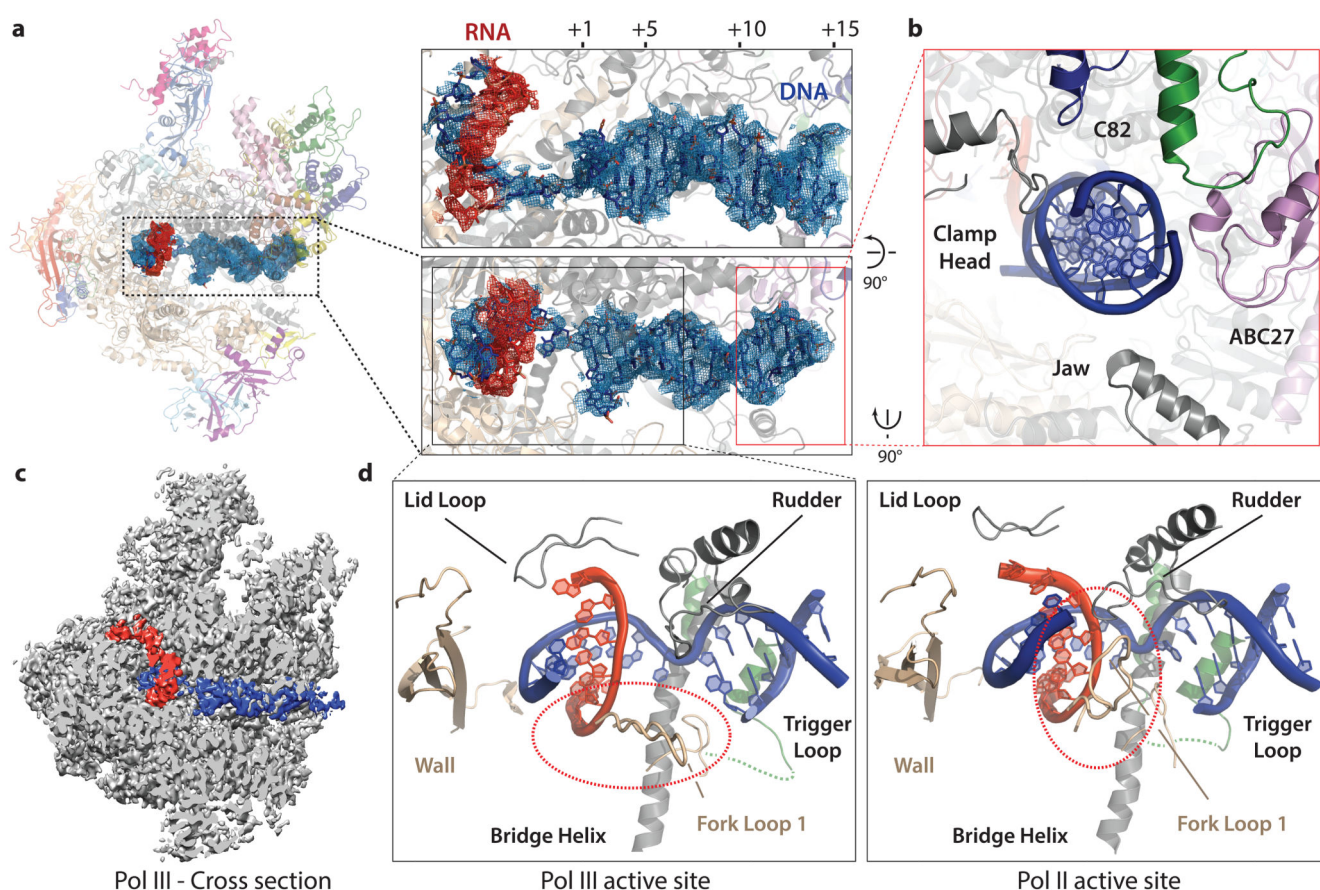 a
RNA
+1
+5
+10
+15
DNA
90°
90°
b
C82
Clamp
Head
ABC27
Jaw
c
Pol III - Cross section
d
Lid Loop
Rudder
Wall
Trigger
Loop
Fork Loop 1
Bridge Helix
Pol III active site
Lid Loop
Rudder
Wall
Trigger
Loop
Fork Loop 1
Bridge Helix
Pol II active site